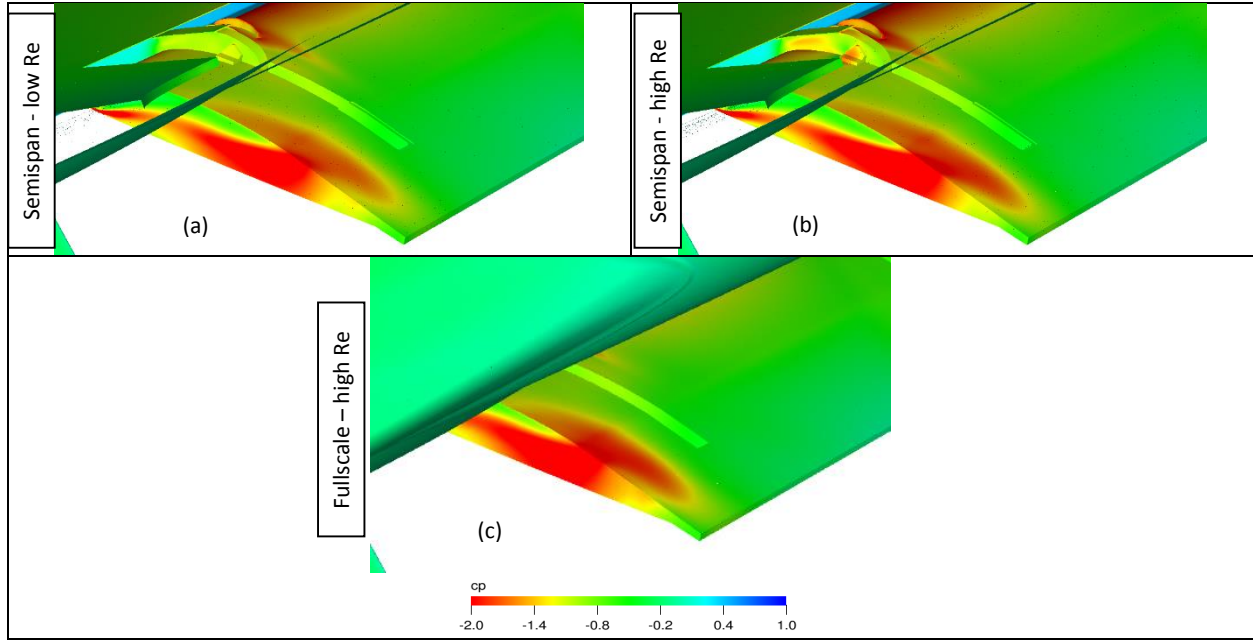 Semispan - low Re
(a)
Semispan - high Re
(b)
Fullscale – high Re
(c)
cp
-2.0 -1.4 -0.8 -0.2 0.4 1.0